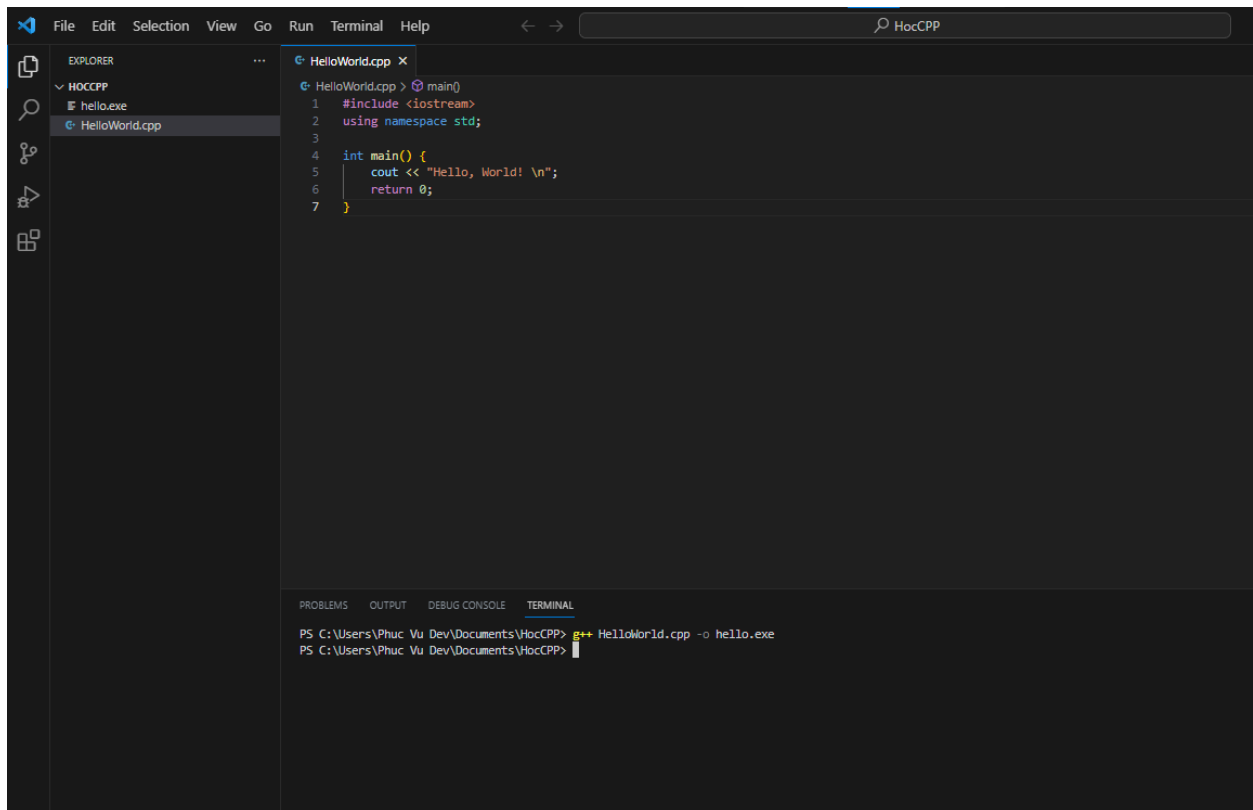 File Edit Selection View Go Run Terminal Help HocCPP
EXPLORER ...
HOCCPP
hello.exe
HelloWorld.cpp
HelloWorld.cpp
HelloWorld.cpp > main()
1 #include <iostream>
2 using namespace std;
3
4 int main() {
5 cout << "Hello, World! \n";
6 return 0;
7 }
PROBLEMS OUTPUT DEBUG CONSOLE TERMINAL
PS C:\Users\Phuc Vu Dev\Documents\HocCPP> g++ HelloWorld.cpp -o hello.exe
PS C:\Users\Phuc Vu Dev\Documents\HocCPP>